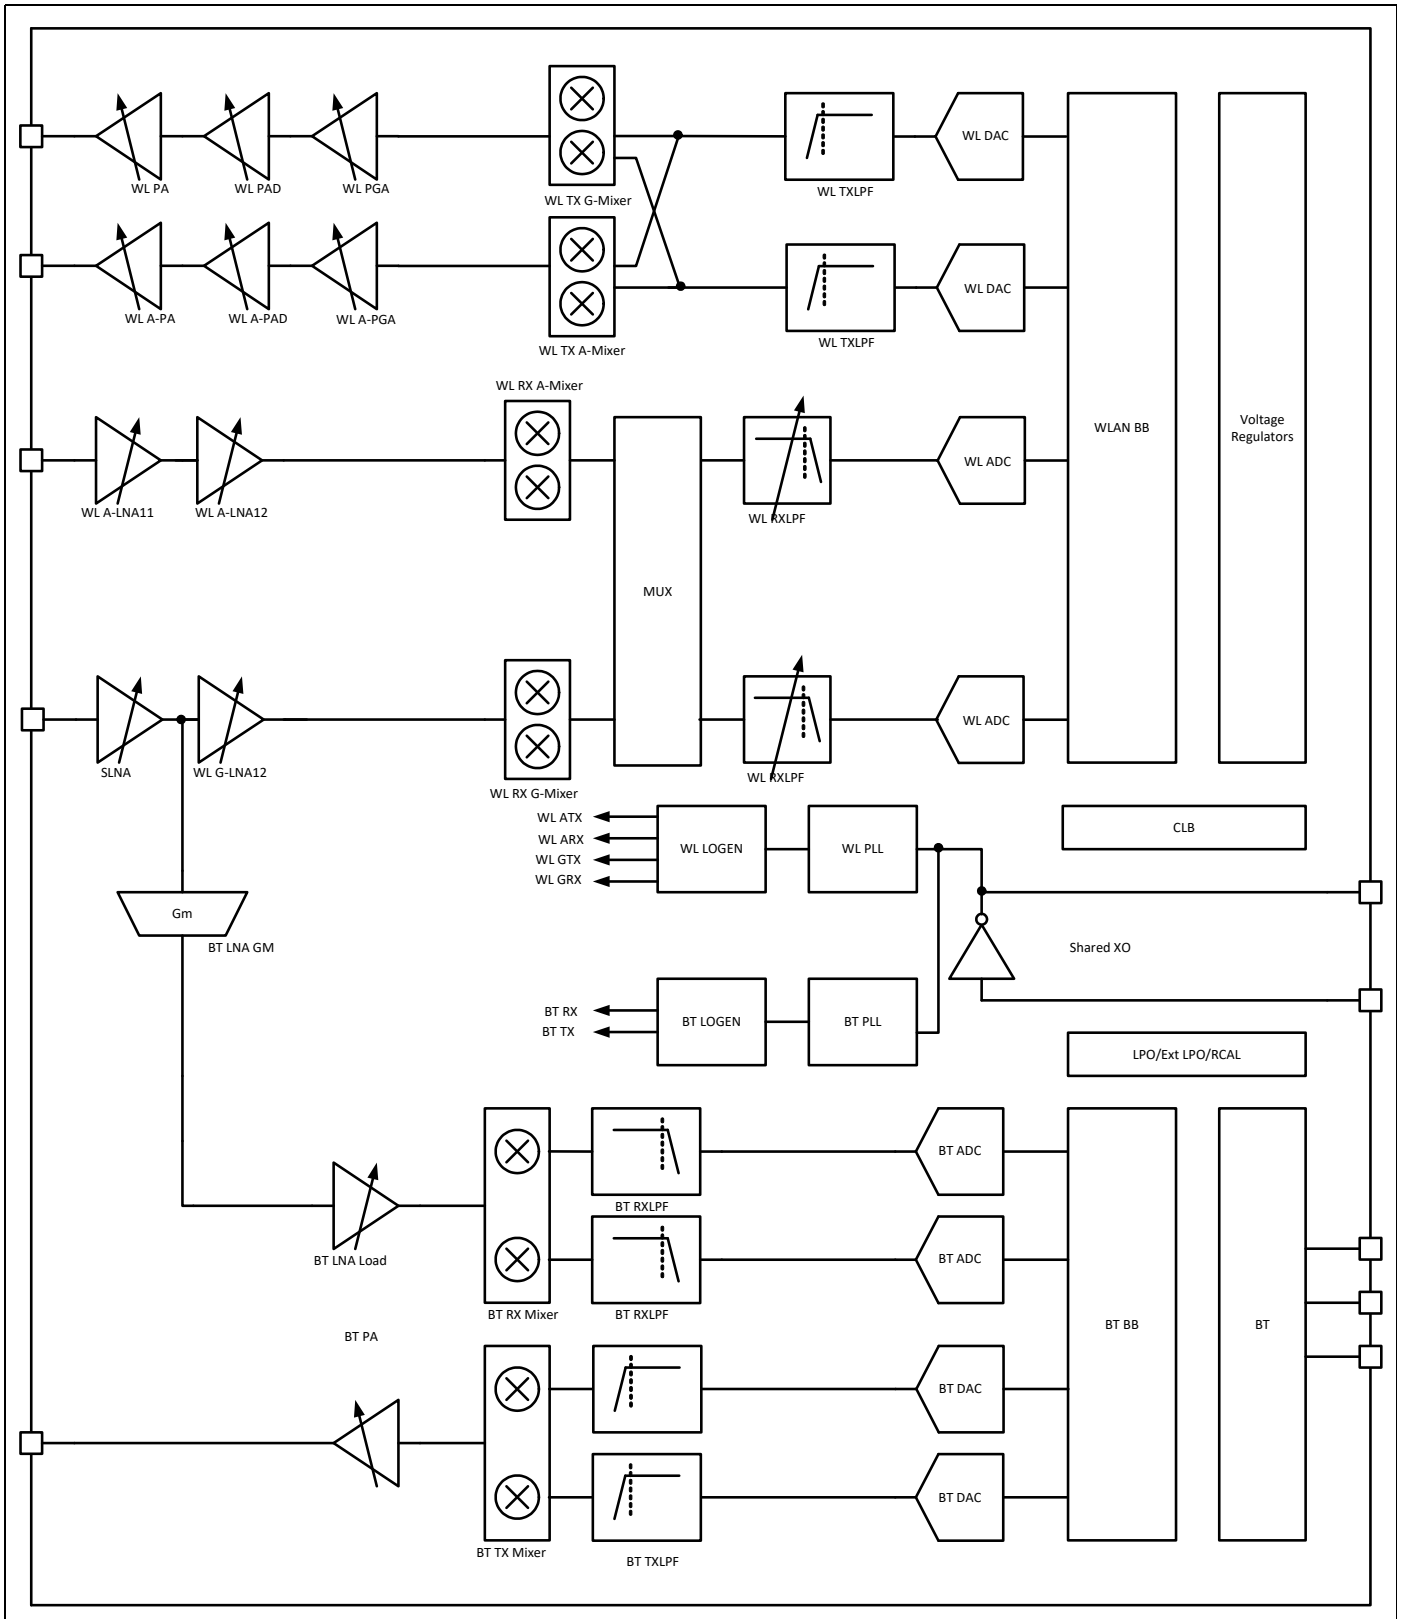 WL PA
WL PAD
WL PGA
WL TX G-Mixer
WL TXLPF
WL DAC
WL A-PA
WL A-PAD
WL A-PGA
WL TX A-Mixer
WL TXLPF
WL DAC
WL RX A-Mixer
WL A-LNA11
WL A-LNA12
WL RXLPF
WL ADC
WLAN BB
Voltage
Regulators
MUX
SLNA
WL G-LNA12
WL RX G-Mixer
WL RXLPF
WL ADC
WL ATX
WL ARX
WL GTX
WL GRX
WL LOGEN
WL PLL
CLB
Gm
BT LNA GM
Shared XO
BT RX
BT TX
BT LOGEN
BT PLL
LPO/Ext LPO/RCAL
BT ADC
BT RXLPF
BT LNA Load
BT ADC
BT RX Mixer
BT RXLPF
BT BB
BT
BT PA
BT DAC
BT DAC
BT TX Mixer
BT TXLPF